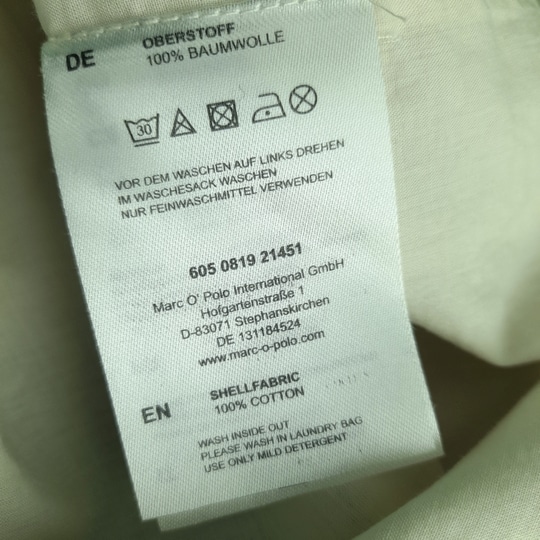 DE
OBERSTOFF
100% BAUMWOLLE
30
VOR DEM WASCHEN AUF LINKS DREHEN
IM WÄSCHESACK WASCHEN
NUR FEINWASCHMITTEL VERWENDEN
605 0819 21451
Marc O' Polo International GmbH
Hofgartenstraße 1
D-83071 Stephanskirchen
DE 131184524
www.marc-o-polo.com
EN
SHELLFABRIC
100% COTTON
WASH INSIDE OUT
PLEASE WASH IN LAUNDRY BAG
USE ONLY MILD DETERGENT